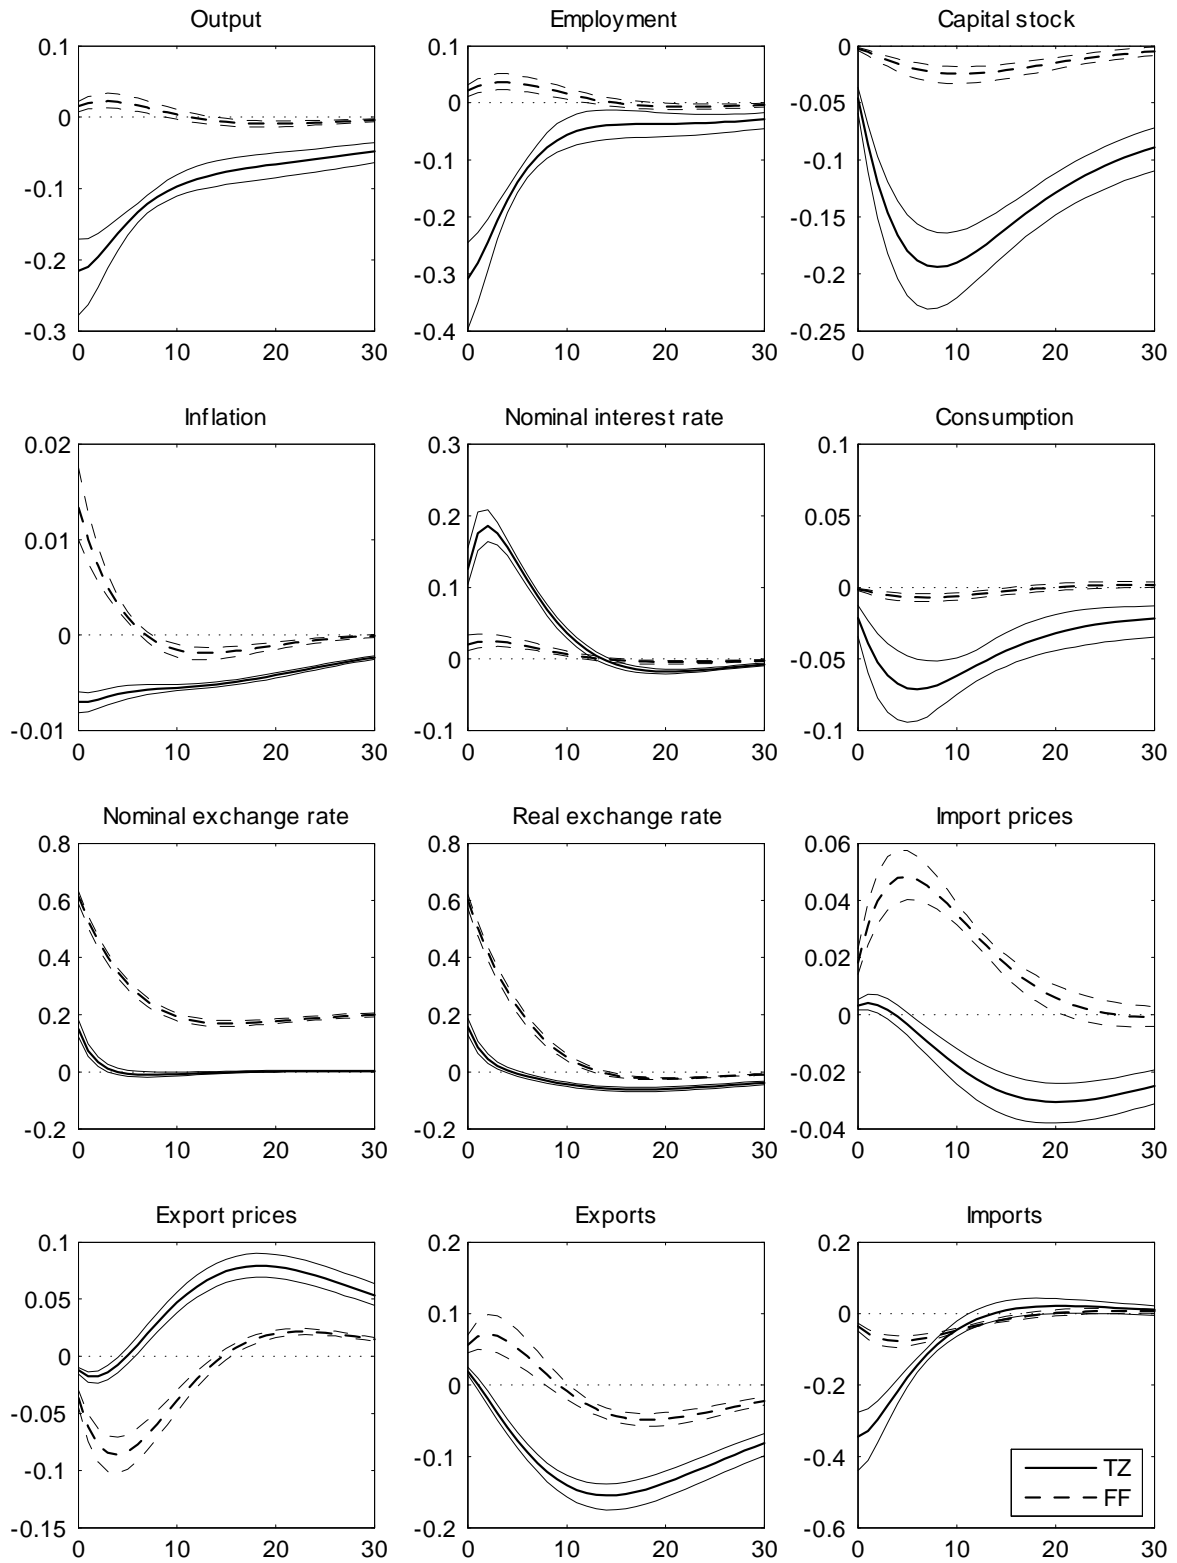 Output
Employment
Capital stock
0.1
0
-0.1
-0.2
-0.3
0 10 20 30
0.1
0
-0.1
-0.2
-0.3
-0.4
0 10 20 30
0
-0.05
-0.1
-0.15
-0.2
-0.25
0 10 20 30
Inflation
Nominal interest rate
Consumption
0.02
0.01
0
-0.01
0 10 20 30
0.3
0.2
0.1
0
-0.1
0 10 20 30
0.1
0.05
0
-0.05
-0.1
0 10 20 30
Nominal exchange rate
Real exchange rate
Import prices
0.8
0.6
0.4
0.2
0
-0.2
0 10 20 30
0.8
0.6
0.4
0.2
0
-0.2
0 10 20 30
0.06
0.04
0.02
0
-0.02
-0.04
0 10 20 30
Export prices
Exports
Imports
0.1
0.05
0
-0.05
-0.1
-0.15
0 10 20 30
0.2
0.1
0
-0.1
-0.2
0 10 20 30
0.2
0
-0.2
-0.4
-0.6
0 10 20 30
TZ
FF